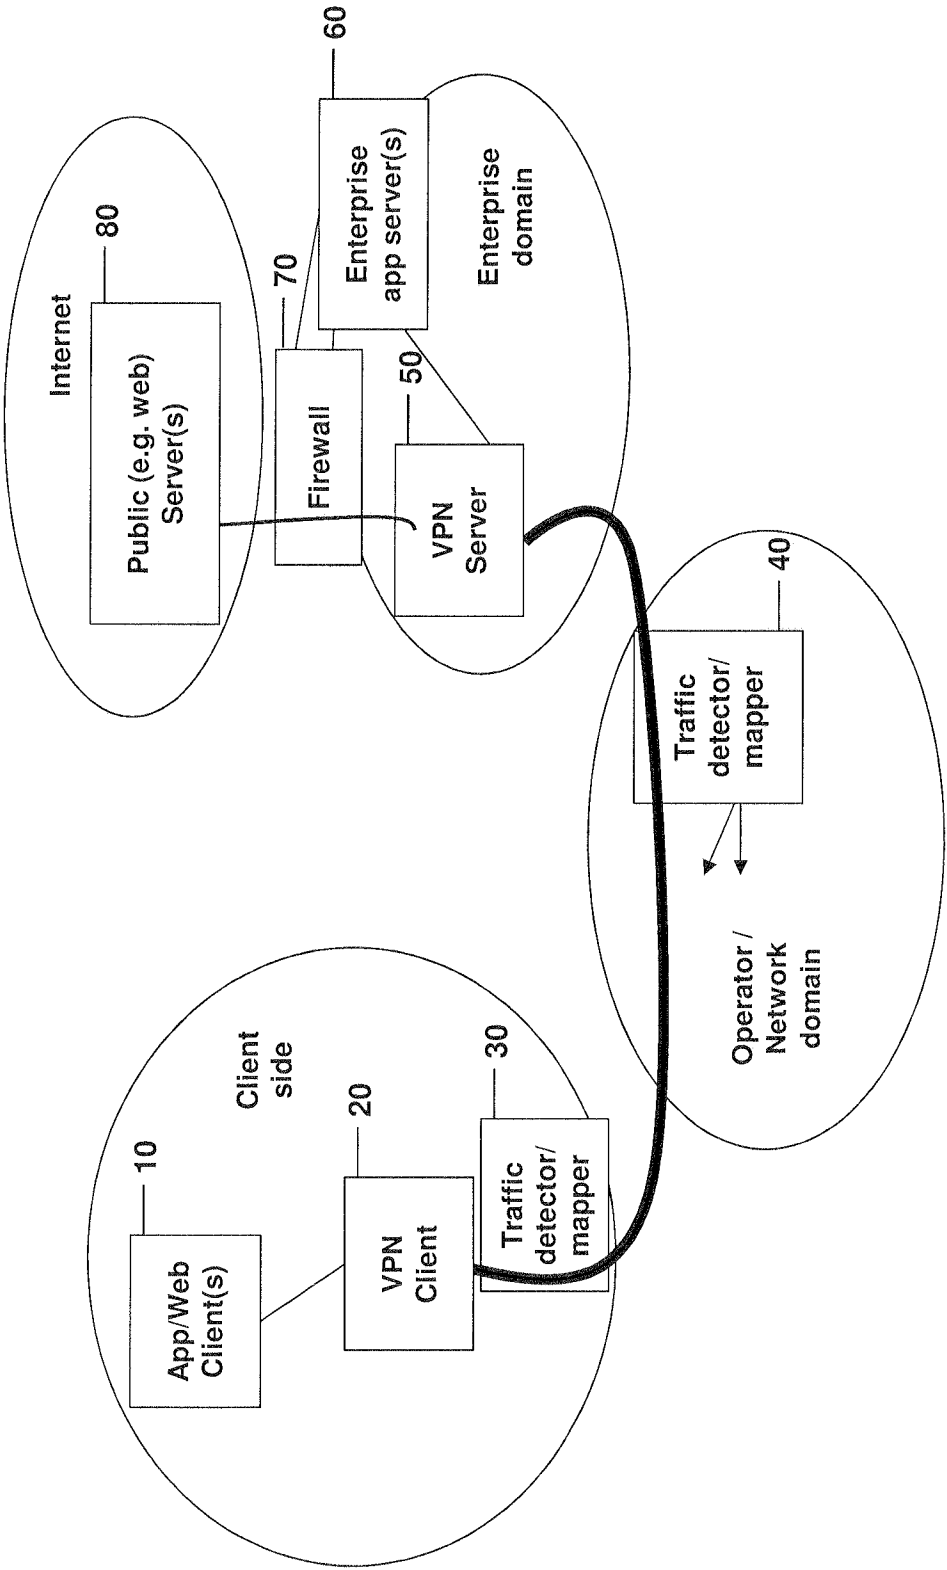 10
App/Web
Client(s)
Client
side
20
VPN
Client
30
Traffic
detector/
mapper
Operator /
Network
domain
40
Traffic
detector/
mapper
Internet
80
Public (e.g. web)
Server(s)
70
Firewall
50
VPN
Server
60
Enterprise
app server(s)
Enterprise
domain